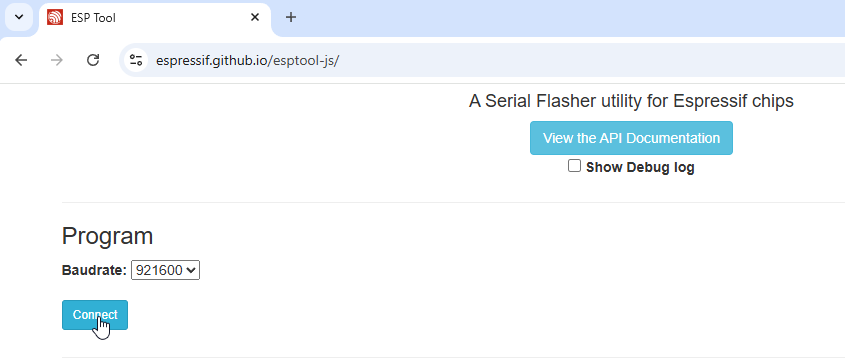 ESP Tool
espressif.github.io/esptool-js/
A Serial Flasher utility for Espressif chips
View the API Documentation
Show Debug log
Program
Baudrate: 921600
Connect